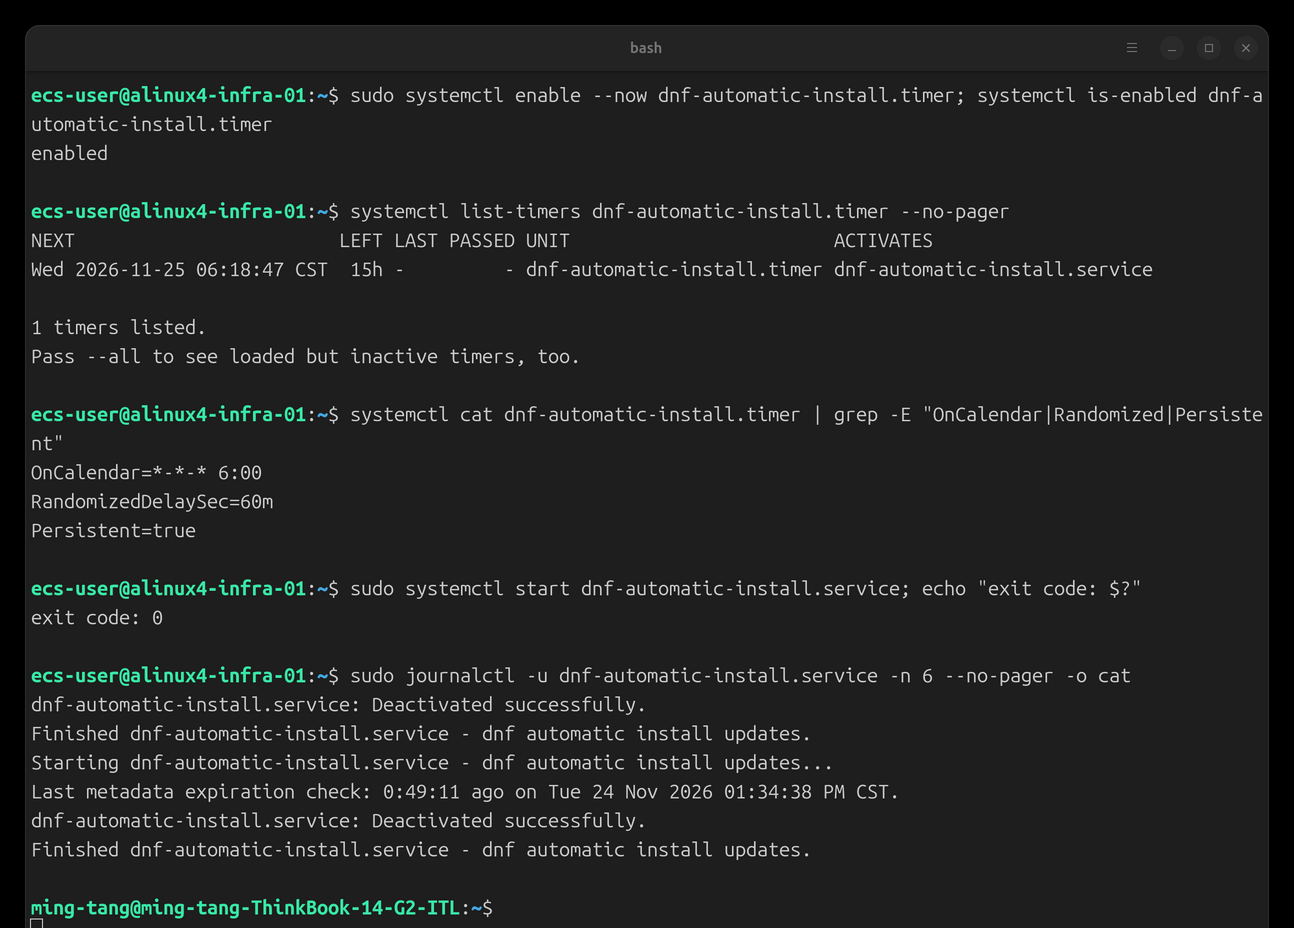 bash
ecs-user@alinux4-infra-01:~$ sudo systemctl enable --now dnf-automatic-install.timer; systemctl is-enabled dnf-a
utomatic-install.timer
enabled
ecs-user@alinux4-infra-01:~$ systemctl list-timers dnf-automatic-install.timer --no-pager
NEXT                        LEFT LAST PASSED UNIT                        ACTIVATES
Wed 2026-11-25 06:18:47 CST  15h -         - dnf-automatic-install.timer dnf-automatic-install.service
1 timers listed.
Pass --all to see loaded but inactive timers, too.
ecs-user@alinux4-infra-01:~$ systemctl cat dnf-automatic-install.timer | grep -E "OnCalendar|Randomized|Persiste
nt"
OnCalendar=*-*-* 6:00
RandomizedDelaySec=60m
Persistent=true
ecs-user@alinux4-infra-01:~$ sudo systemctl start dnf-automatic-install.service; echo "exit code: $?"
exit code: 0
ecs-user@alinux4-infra-01:~$ sudo journalctl -u dnf-automatic-install.service -n 6 --no-pager -o cat
dnf-automatic-install.service: Deactivated successfully.
Finished dnf-automatic-install.service - dnf automatic install updates.
Starting dnf-automatic-install.service - dnf automatic install updates...
Last metadata expiration check: 0:49:11 ago on Tue 24 Nov 2026 01:34:38 PM CST.
dnf-automatic-install.service: Deactivated successfully.
Finished dnf-automatic-install.service - dnf automatic install updates.
ming-tang@ming-tang-ThinkBook-14-G2-ITL:~$